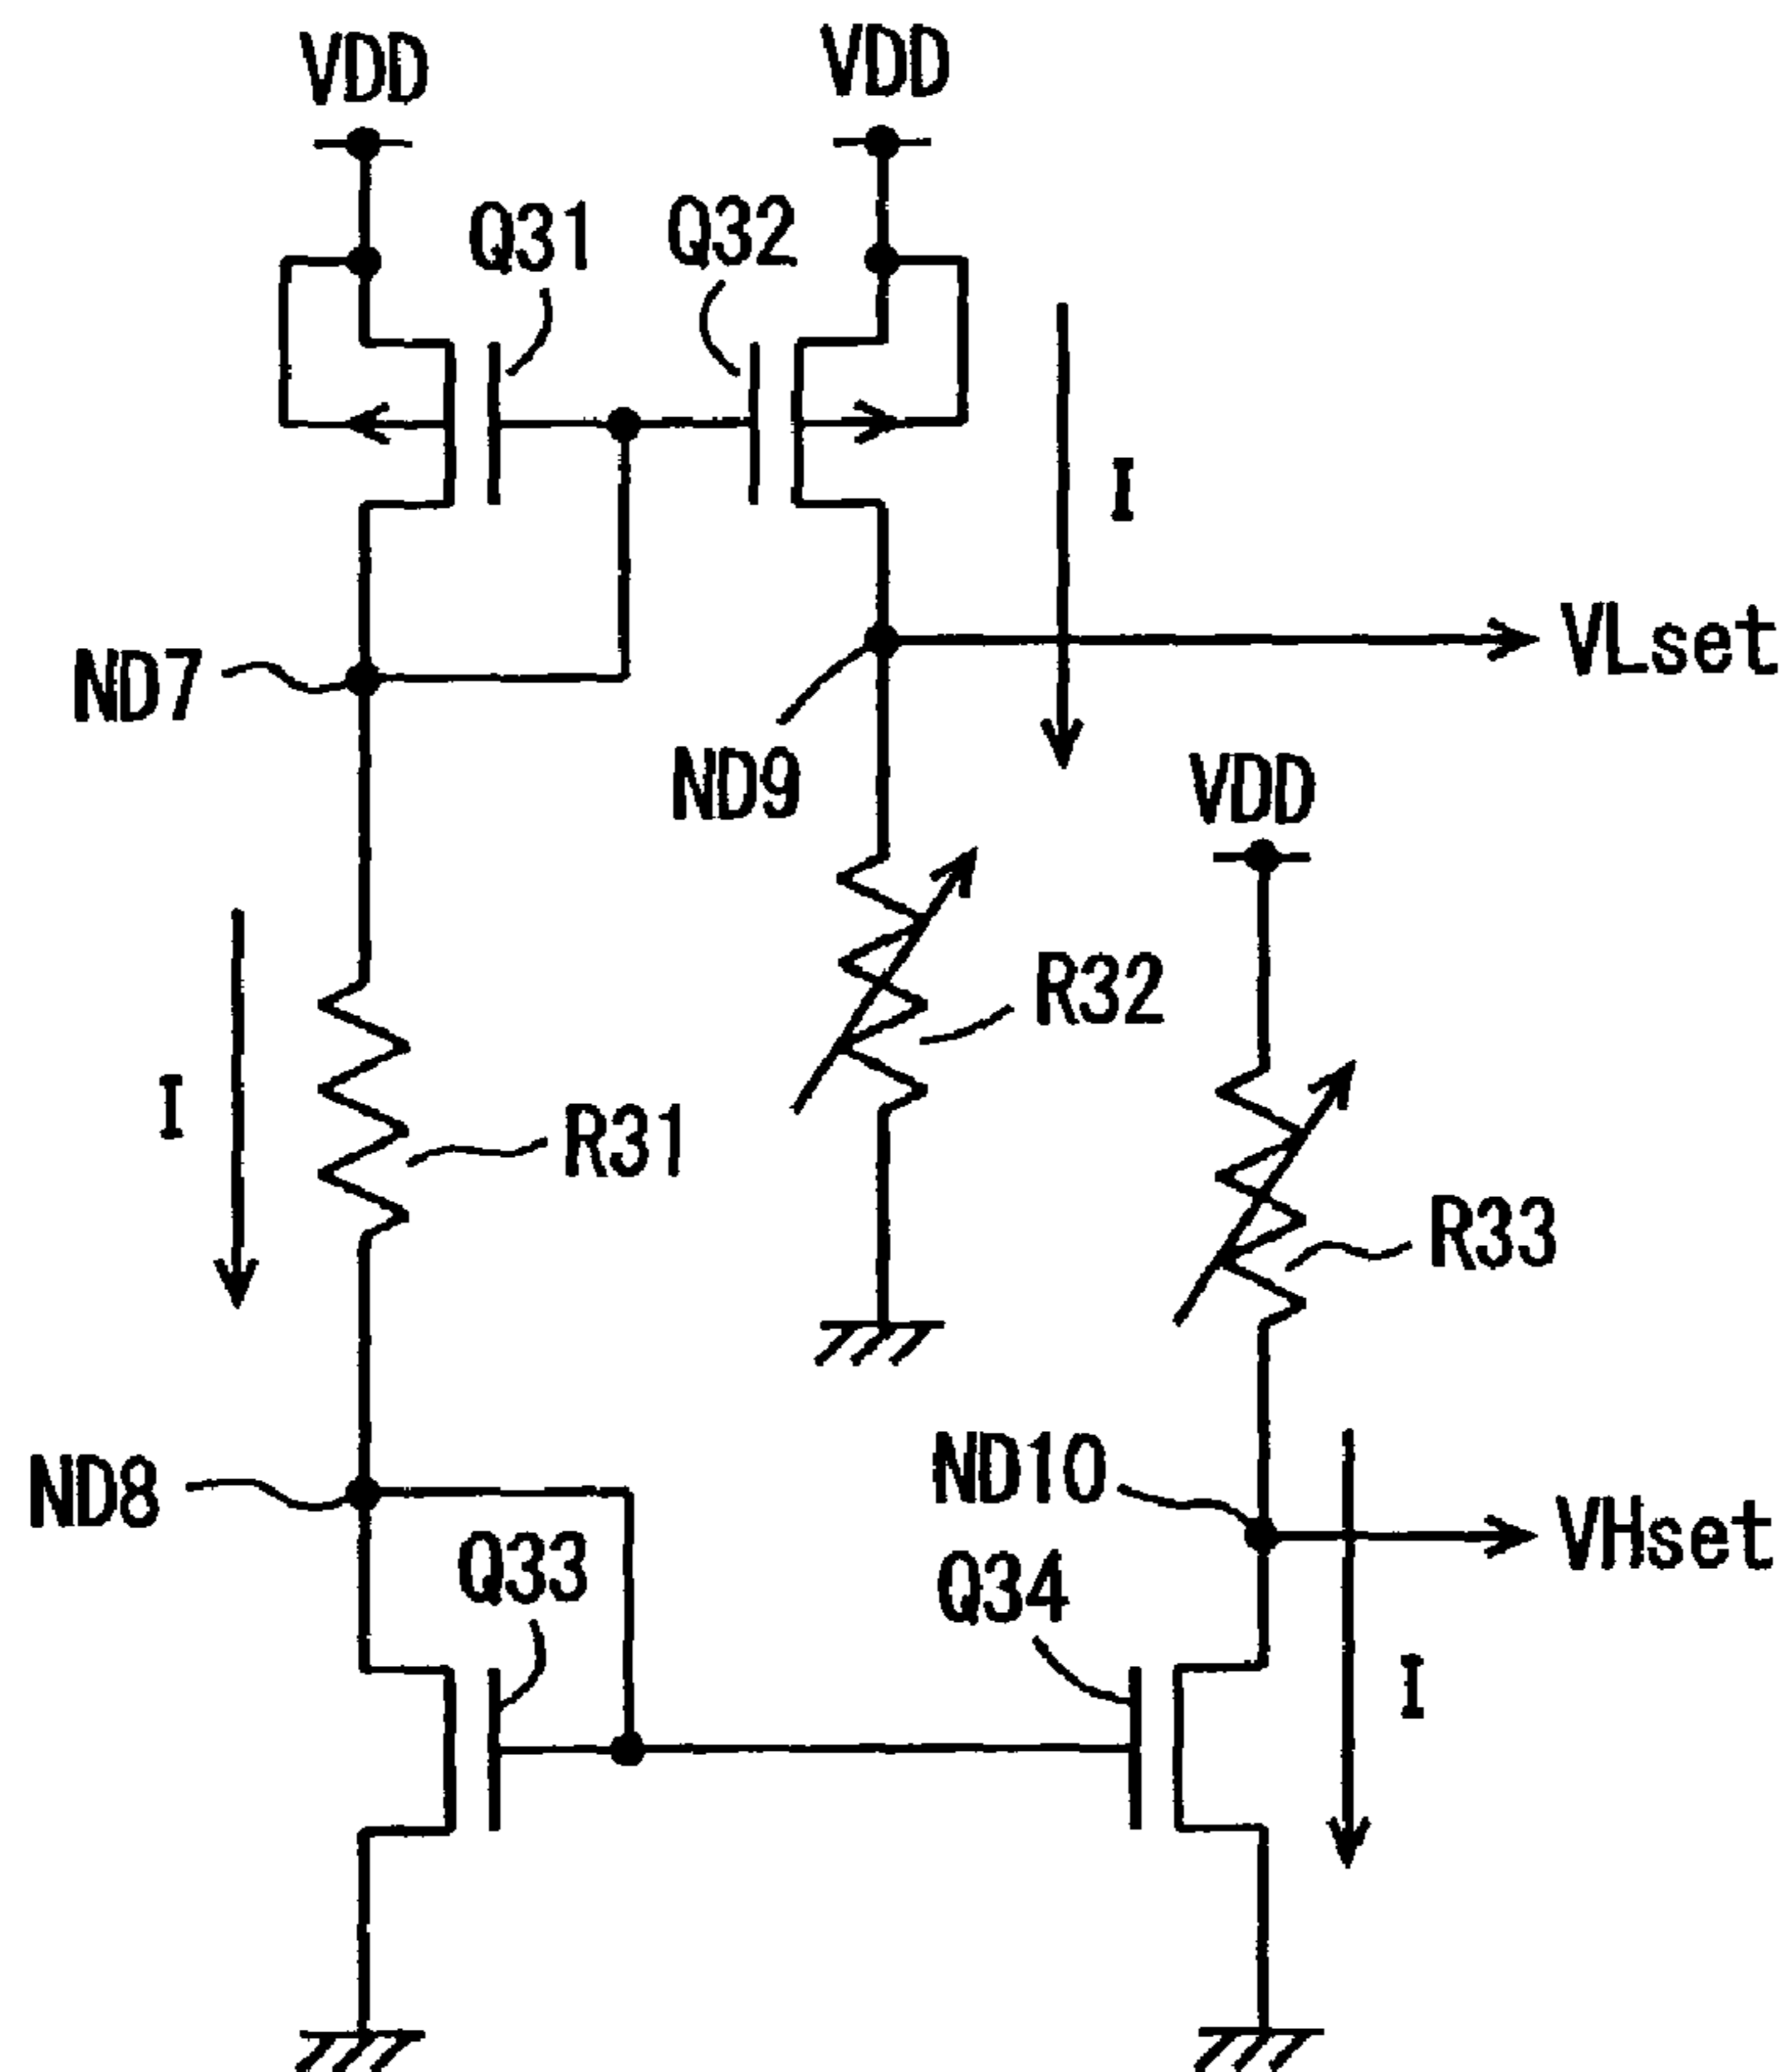 VDD
VDD
Q31
Q32
I
VLset
ND7
ND9
VDD
R32
I
R31
R33
ND8
ND10
VHset
Q33
Q34
I